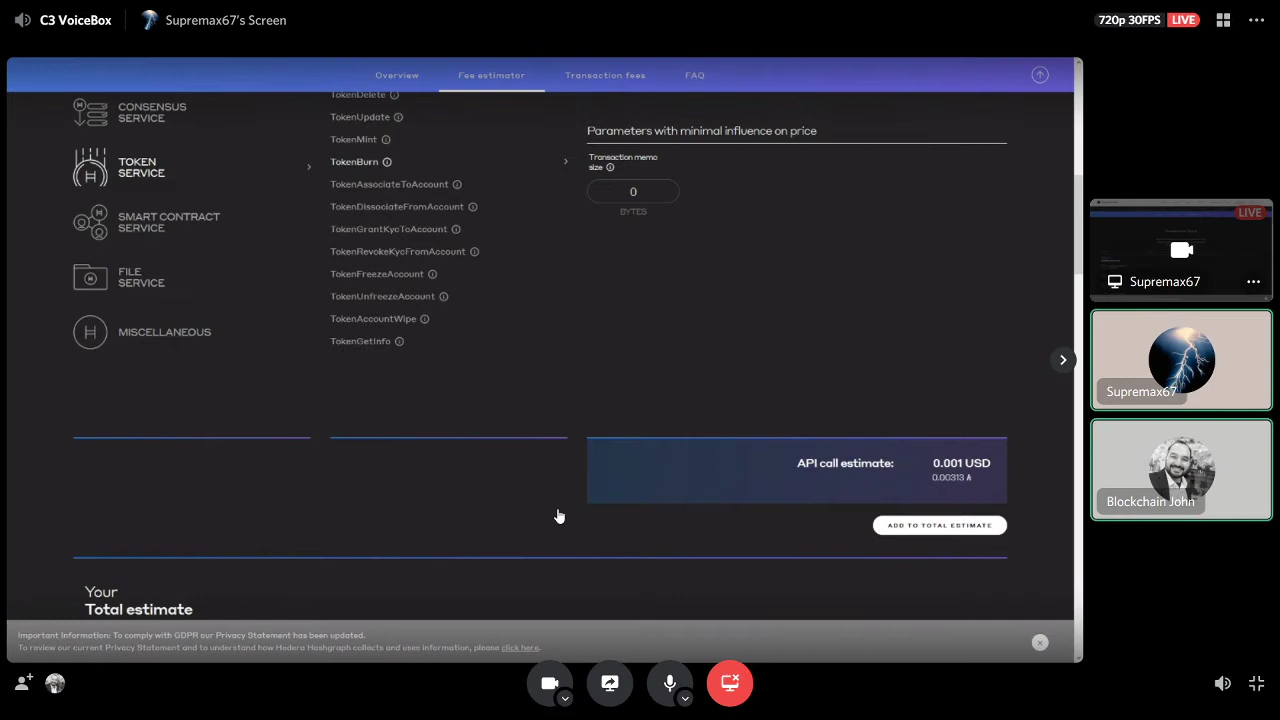 C3 VoiceBox
Supremax67's Screen
720p 30FPS LIVE
Overview
Fee estimator
Transaction fees
FAQ
CONSENSUS
SERVICE
TOKEN
SERVICE
SMART CONTRACT
SERVICE
FILE
SERVICE
MISCELLANEOUS
TokenDelete
TokenUpdate
TokenMint
TokenBurn
TokenAssociateToAccount
TokenDissociateFromAccount
TokenGrantKycToAccount
TokenRevokeKycFromAccount
TokenFreezeAccount
TokenUnfreezeAccount
TokenAccountWipe
TokenGetInfo
Parameters with minimal influence on price
Transaction memo
size
0
BYTES
API call estimate: 0.001 USD
0.00313 ℏ
ADD TO TOTAL ESTIMATE
Your
Total estimate
Important Information: To comply with GDPR our Privacy Statement has been updated.
To review our current Privacy Statement and to understand how Hedera Hashgraph collects and uses information, please click here.
LIVE
Supremax67
Supremax67
Blockchain John